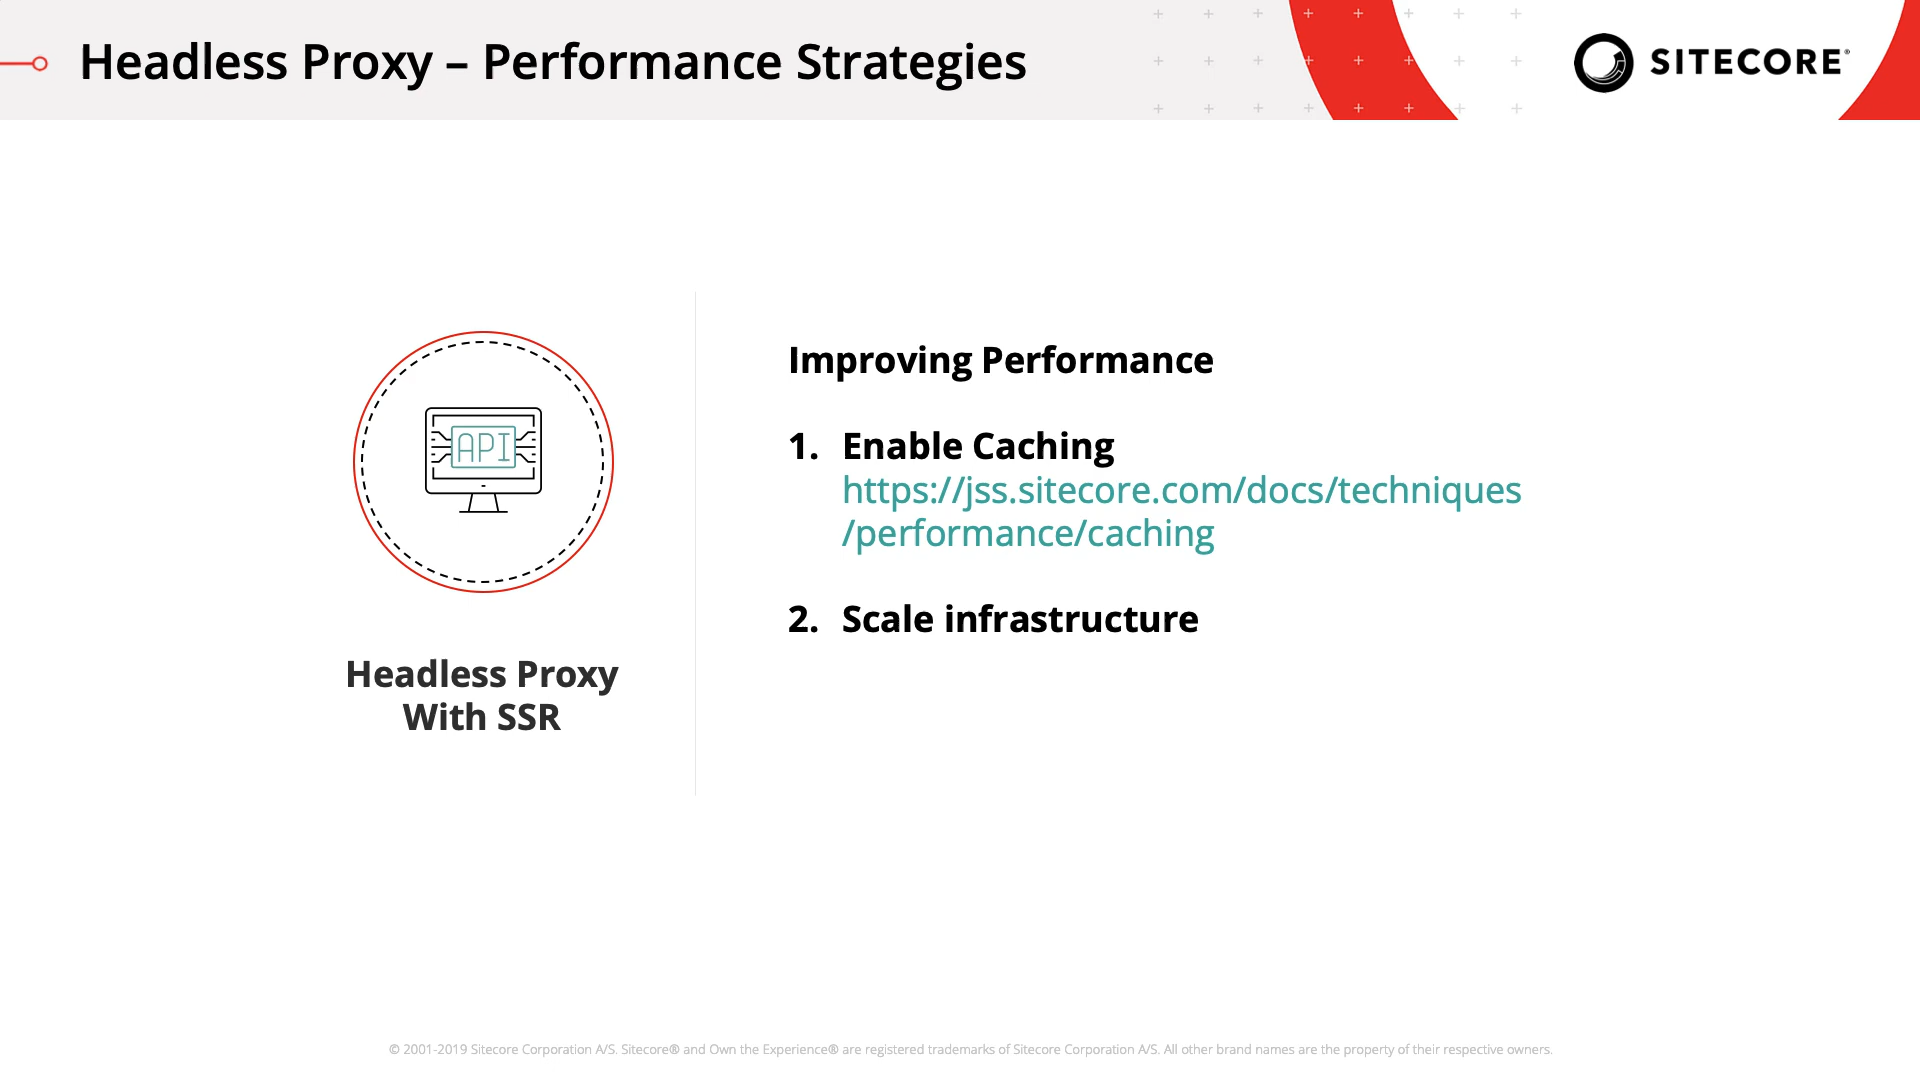 Headless Proxy – Performance Strategies
SITECORE®
API
Headless Proxy
With SSR
Improving Performance
1. Enable Caching
https://jss.sitecore.com/docs/techniques
/performance/caching
2. Scale infrastructure
© 2001-2019 Sitecore Corporation A/S. Sitecore® and Own the Experience® are registered trademarks of Sitecore Corporation A/S. All other brand names are the property of their respective owners.